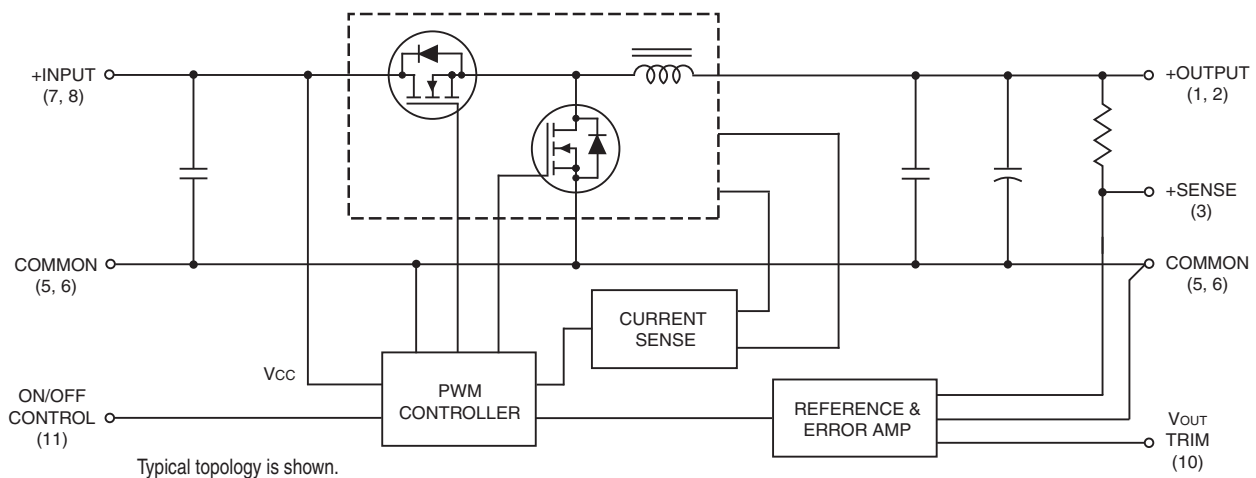 +INPUT
(7, 8)
+OUTPUT
(1, 2)
+SENSE
(3)
COMMON
(5, 6)
COMMON
(5, 6)
CURRENT
SENSE
VCC
PWM
CONTROLLER
ON/OFF
CONTROL
(11)
REFERENCE &
ERROR AMP
VOUT
TRIM
(10)
Typical topology is shown.